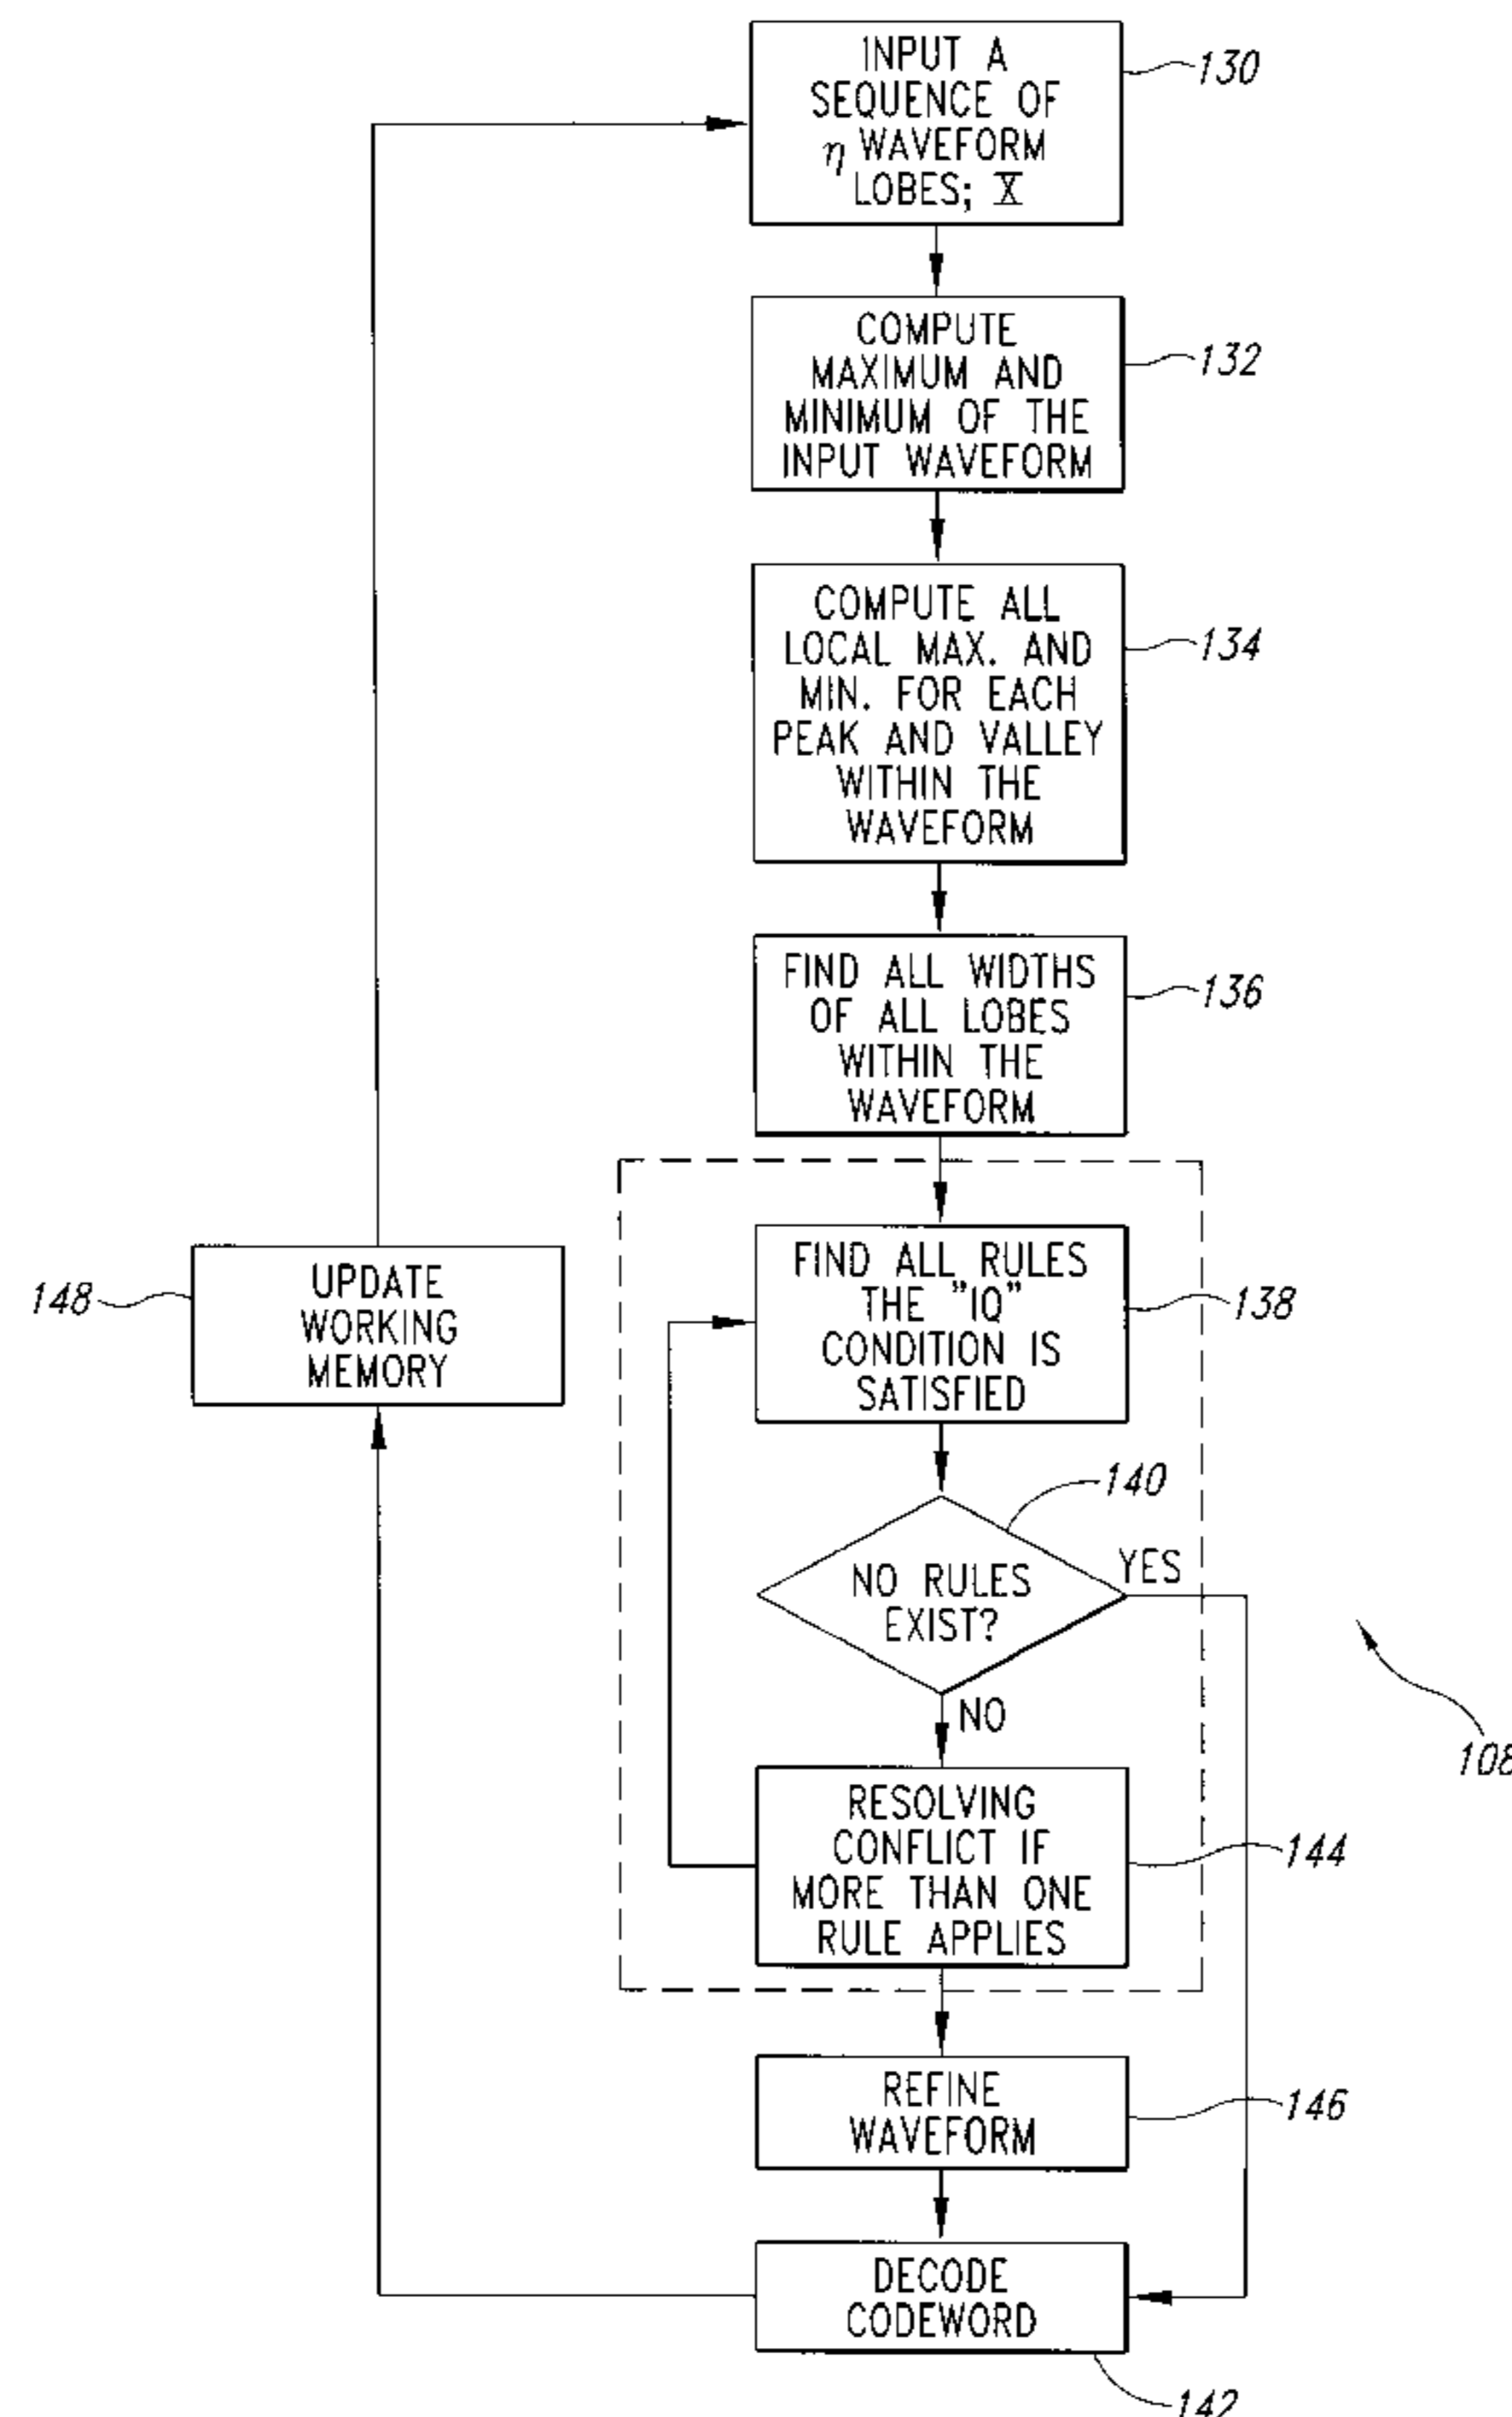 INPUT A
SEQUENCE OF
η WAVEFORM
LOBES; X
130
COMPUTE
MAXIMUM AND
MINIMUM OF THE
INPUT WAVEFORM
132
COMPUTE ALL
LOCAL MAX. AND
MIN. FOR EACH
PEAK AND VALLEY
WITHIN THE
WAVEFORM
134
FIND ALL WIDTHS
OF ALL LOBES
WITHIN THE
WAVEFORM
136
FIND ALL RULES
THE "IQ"
CONDITION IS
SATISFIED
138
148
UPDATE
WORKING
MEMORY
140
NO RULES
EXIST?
YES
NO
108
RESOLVING
CONFLICT IF
MORE THAN ONE
RULE APPLIES
144
REFINE
WAVEFORM
146
DECODE
CODEWORD
142